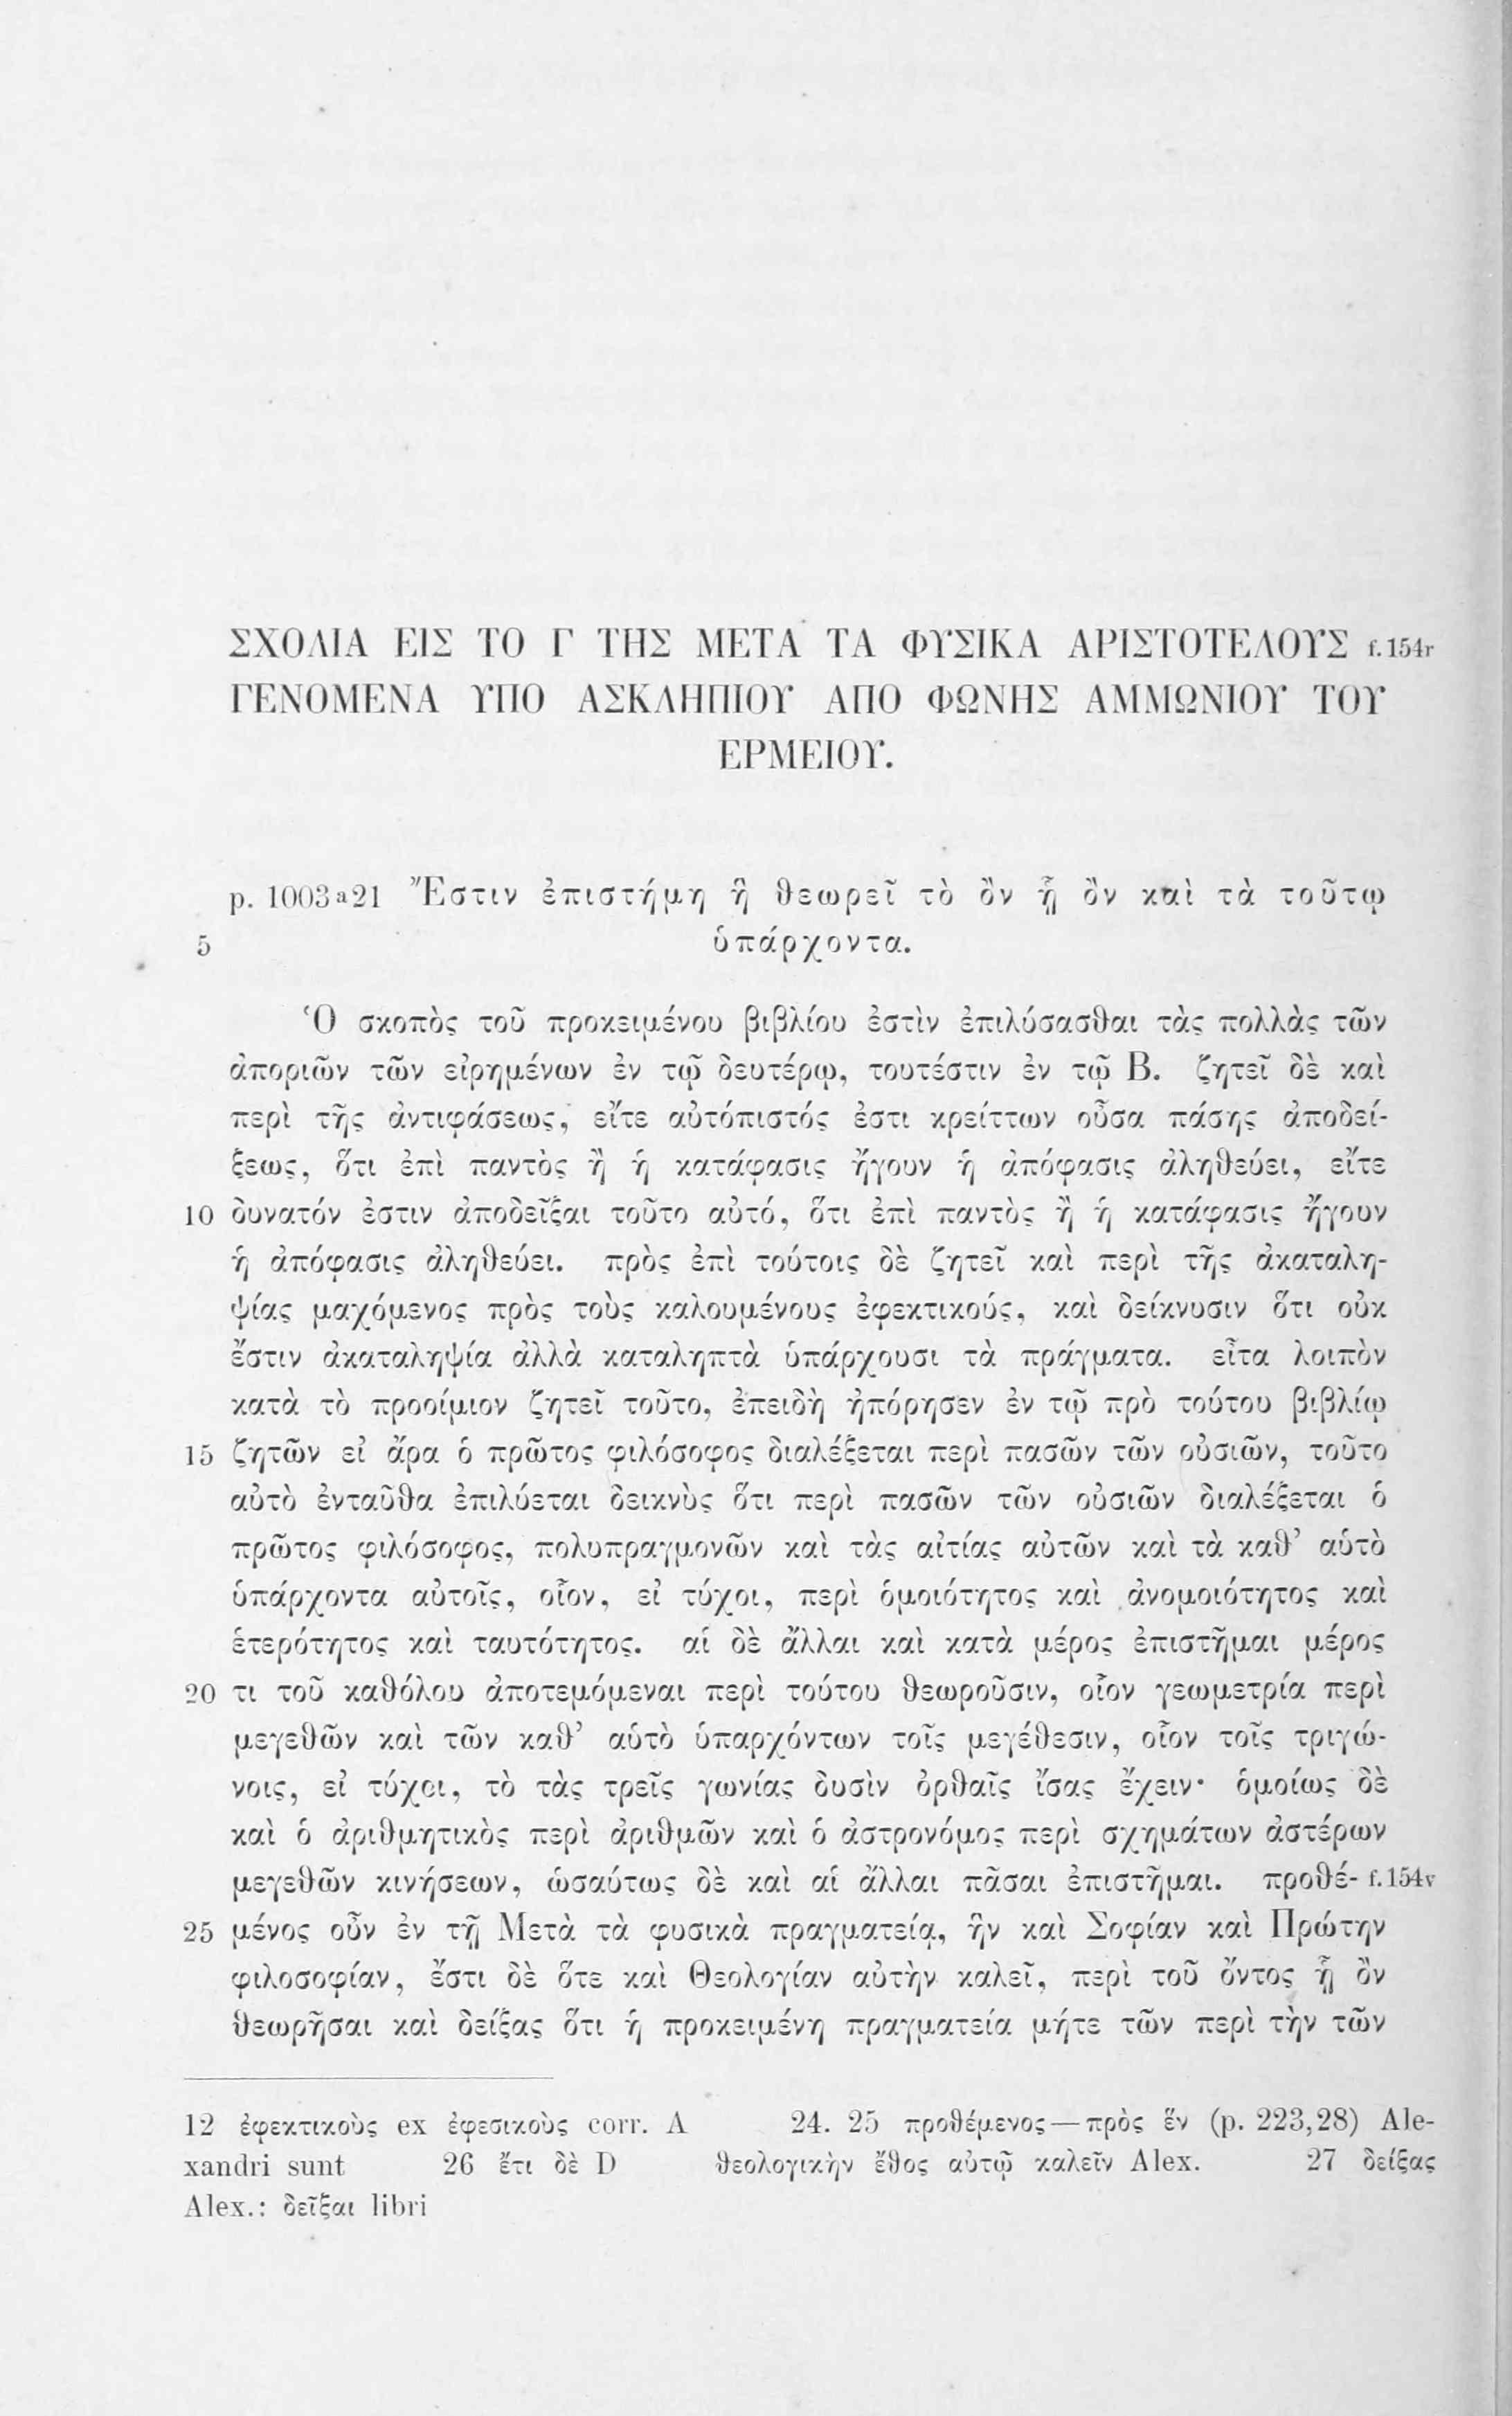 ΣΧΟΛΙΑ ΕΙΣ ΤΟ Γ ΤΗΣ ΜΕΤΑ ΤΑ ΦΥΣΙΚΑ ΑΡΙΣΤΟΤΕΛΟΥΣ f.154r
ΓΕΝΟΜΕΝΑ ΥΠΟ ΑΣΚΛΗΠΙΟΥ ΑΠΟ ΦΩΝΗΣ ΑΜΜΩΝΙΟΥ ΤΟΥ
ΕΡΜΕΙΟΥ.
p. 1003a21 Ἔστιν ἐπιστήμη ἣ θεωρεῖ τὸ ὂν ᾗ ὂν καὶ τὰ τούτῳ
5 ὑπάρχοντα.
Ὁ σκοπὸς τοῦ προκειμένου βιβλίου ἐστὶν ἐπιλύσασθαι τὰς πολλὰς τῶν
ἀποριῶν τῶν εἰρημένων ἐν τῷ δευτέρῳ, τουτέστιν ἐν τῷ Β. ζητεῖ δὲ καὶ
περὶ τῆς ἀντιφάσεως, εἴτε αὐτόπιστός ἐστι κρείττων οὖσα πάσης ἀποδεί-
ξεως, ὅτι ἐπὶ παντὸς ἢ ἡ κατάφασις ἤγουν ἡ ἀπόφασις ἀληθεύει, εἴτε
10 δυνατόν ἐστιν ἀποδεῖξαι τοῦτο αὐτό, ὅτι ἐπὶ παντὸς ἢ ἡ κατάφασις ἤγουν
ἡ ἀπόφασις ἀληθεύει. πρὸς ἐπὶ τούτοις δὲ ζητεῖ καὶ περὶ τῆς ἀκαταλη-
ψίας μαχόμενος πρὸς τοὺς καλουμένους ἐφεκτικούς, καὶ δείκνυσιν ὅτι οὐκ
ἔστιν ἀκαταληψία ἀλλὰ καταληπτὰ ὑπάρχουσι τὰ πράγματα. εἶτα λοιπὸν
κατὰ τὸ προοίμιον ζητεῖ τοῦτο, ἐπειδὴ ἠπόρησεν ἐν τῷ πρὸ τούτου βιβλίῳ
15 ζητῶν εἰ ἄρα ὁ πρῶτος φιλόσοφος διαλέξεται περὶ πασῶν τῶν οὐσιῶν, τοῦτο
αὐτὸ ἐνταῦθα ἐπιλύεται δεικνὺς ὅτι περὶ πασῶν τῶν οὐσιῶν διαλέξεται ὁ
πρῶτος φιλόσοφος, πολυπραγμονῶν καὶ τὰς αἰτίας αὐτῶν καὶ τὰ καθ' αὑτὸ
ὑπάρχοντα αὐτοῖς, οἷον, εἰ τύχοι, περὶ ὁμοιότητος καὶ ἀνομοιότητος καὶ
ἑτερότητος καὶ ταυτότητος. αἱ δὲ ἄλλαι καὶ κατὰ μέρος ἐπιστῆμαι μέρος
20 τι τοῦ καθόλου ἀποτεμόμεναι περὶ τούτου θεωροῦσιν, οἷον γεωμετρία περὶ
μεγεθῶν καὶ τῶν καθ' αὑτὸ ὑπαρχόντων τοῖς μεγέθεσιν, οἷον τοῖς τριγώ-
νοις, εἰ τύχοι, τὸ τὰς τρεῖς γωνίας δυσὶν ὀρθαῖς ἴσας ἔχειν· ὁμοίως δὲ
καὶ ὁ ἀριθμητικὸς περὶ ἀριθμῶν καὶ ὁ ἀστρονόμος περὶ σχημάτων ἀστέρων
μεγεθῶν κινήσεων, ὡσαύτως δὲ καὶ αἱ ἄλλαι πᾶσαι ἐπιστῆμαι. προθέ- f.154v
25 μένος οὖν ἐν τῇ Μετὰ τὰ φυσικὰ πραγματείᾳ, ἣν καὶ Σοφίαν καὶ Πρώτην
φιλοσοφίαν, ἔστι δὲ ὅτε καὶ Θεολογίαν αὐτὴν καλεῖ, περὶ τοῦ ὄντος ᾗ ὂν
θεωρῆσαι καὶ δείξας ὅτι ἡ προκειμένη πραγματεία μήτε τῶν περὶ τὴν τῶν
12 ἐφεκτικοὺς ex ἐφεσικοὺς corr. A 24. 25 προθέμενος—πρὸς ἓν (p. 223,28) Ale-
xandri sunt 26 ἔτι δὲ D θεολογικὴν ἔθος αὐτῷ καλεῖν Alex. 27 δείξας
Alex.: δεῖξαι libri